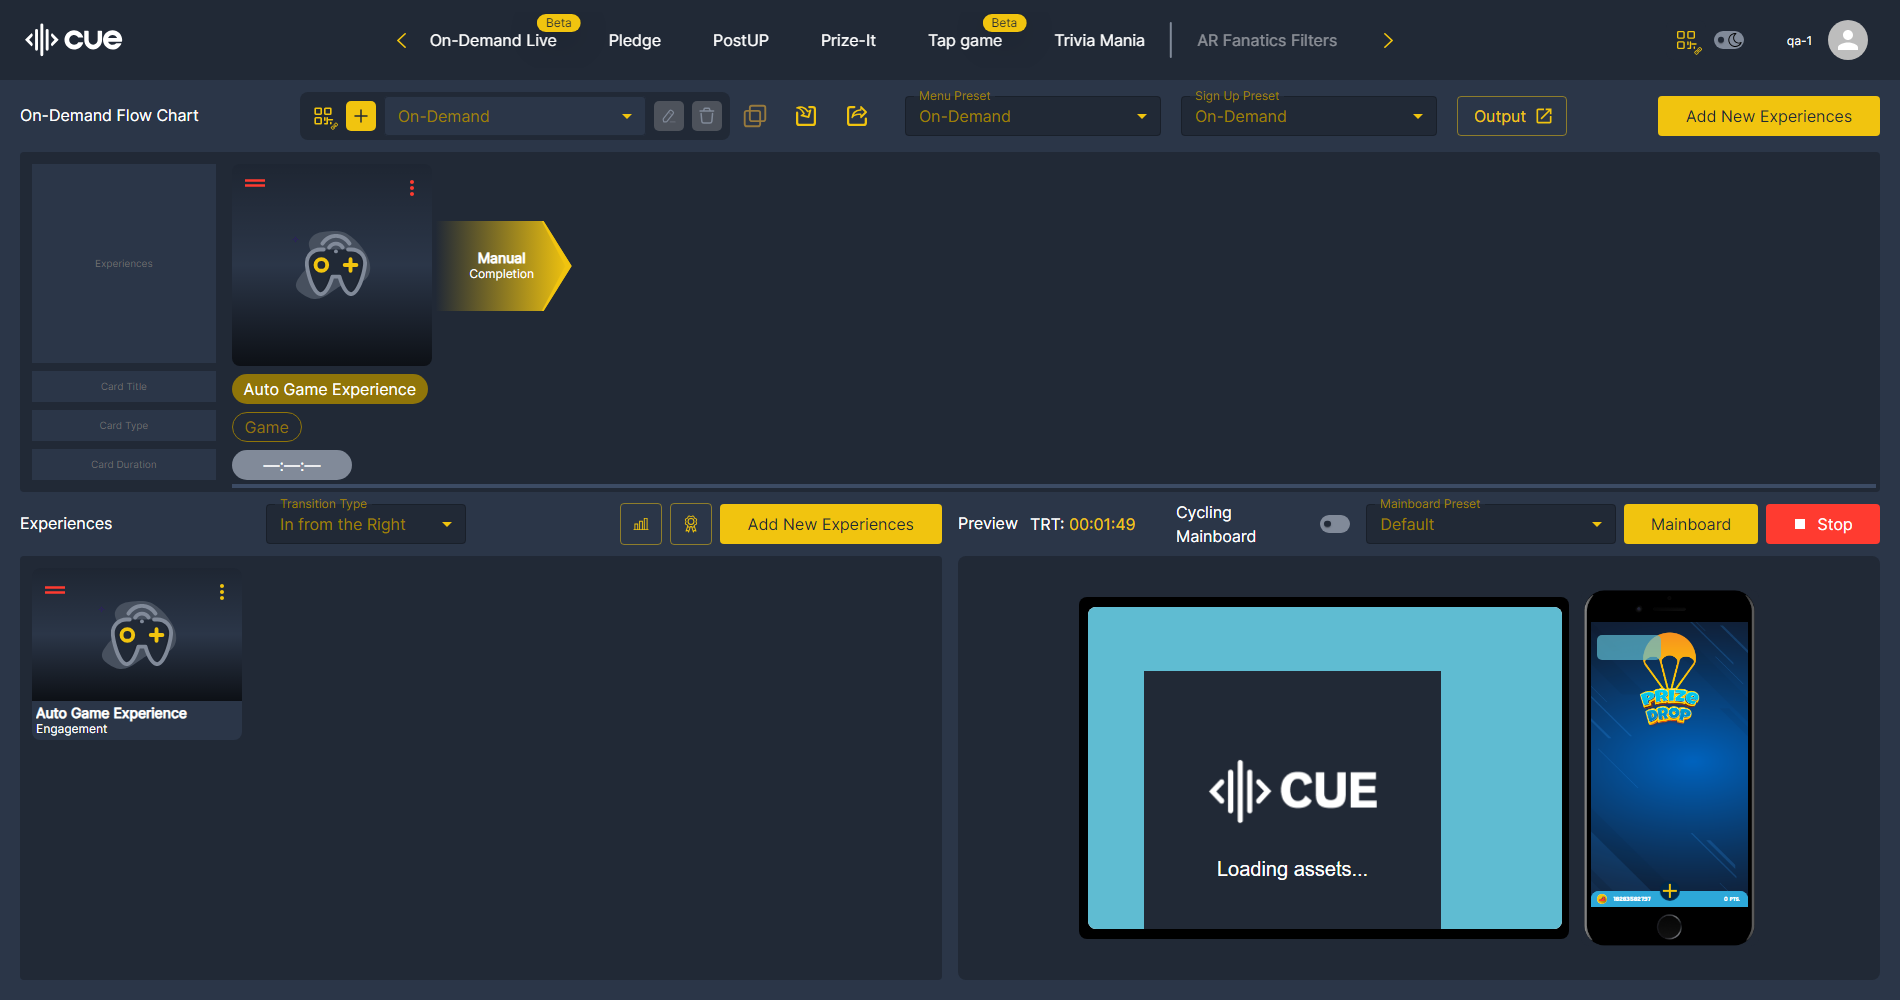 CUE
On-Demand Live
Beta
Pledge
PostUP
Prize-It
Tap game
Beta
Trivia Mania
AR Fanatics Filters
qa-1
On-Demand Flow Chart
On-Demand
Menu Preset
On-Demand
Sign Up Preset
On-Demand
Output
Add New Experiences
Experiences
Manual
Completion
Card Title
Auto Game Experience
Card Type
Game
Card Duration
—:—:—
Experiences
Transition Type
In from the Right
Add New Experiences
Preview
TRT: 00:01:49
Cycling
Mainboard
Mainboard Preset
Default
Mainboard
Stop
Auto Game Experience
Engagement
CUE
Loading assets...
PRIZE
DROP
0 PTS.